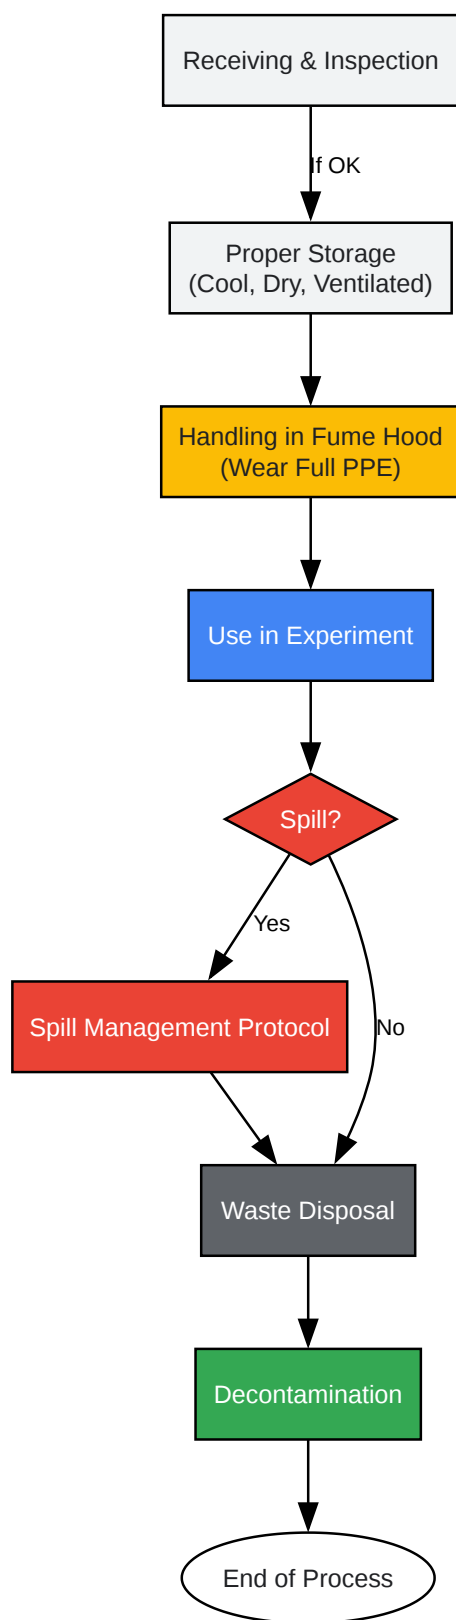 Receiving & Inspection
If OK
Proper Storage
(Cool, Dry, Ventilated)
Handling in Fume Hood
(Wear Full PPE)
Use in Experiment
Spill?
Yes
Spill Management Protocol
No
Waste Disposal
Decontamination
End of Process